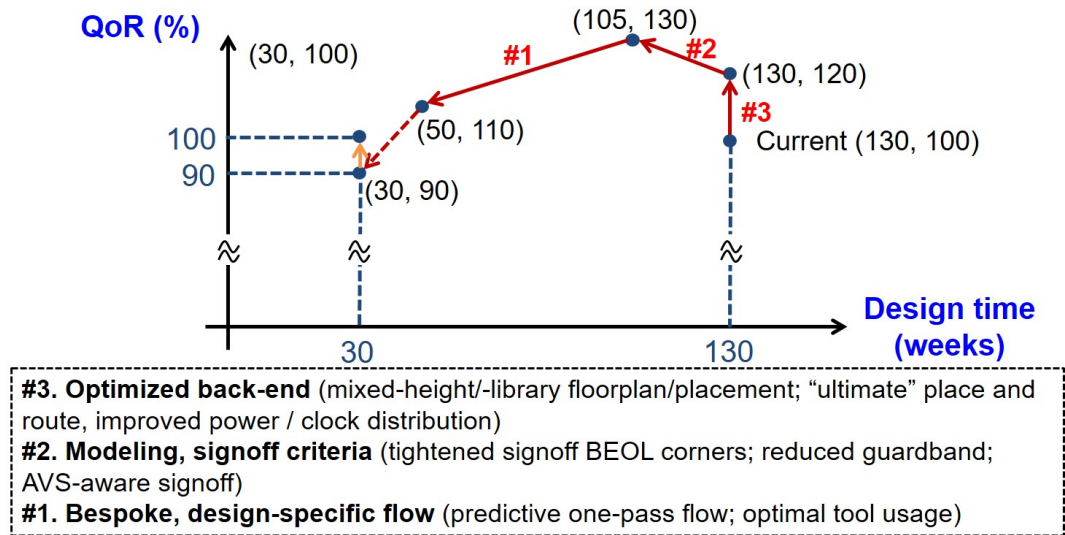 QoR (%)
(30, 100)
(105, 130)
#1
#2
(130, 120)
#3
(50, 110)
Current (130, 100)
100
90
(30, 90)
Design time
(weeks)
30
130
#3. Optimized back-end (mixed-height/-library floorplan/placement; “ultimate” place and
route, improved power / clock distribution)
#2. Modeling, signoff criteria (tightened signoff BEOL corners; reduced guardband;
AVS-aware signoff)
#1. Bespoke, design-specific flow (predictive one-pass flow; optimal tool usage)